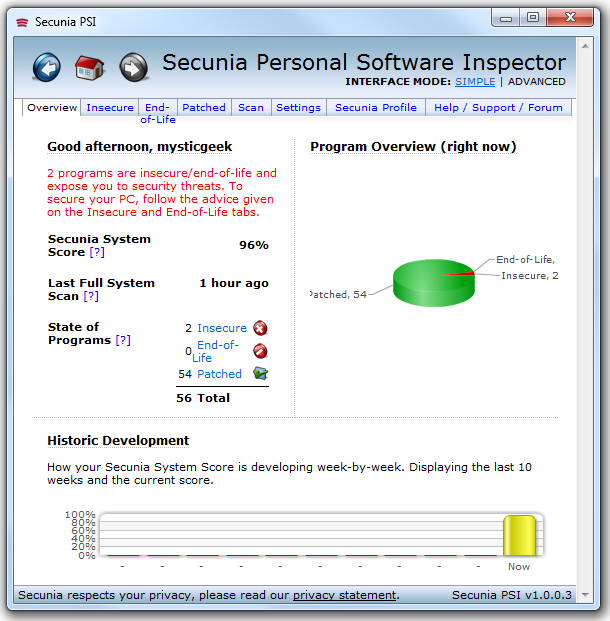 Secunia PSI
Secunia Personal Software Inspector
INTERFACE MODE: SIMPLE | ADVANCED
Overview Insecure End-of-Life Patched Scan Settings Secunia Profile Help / Support / Forum
Good afternoon, mysticgeek
2 programs are insecure/end-of-life and
expose you to security threats. To
secure your PC, follow the advice given
on the Insecure and End-of-Life tabs.
Secunia System
Score [?] 96%
Last Full System
Scan [?] 1 hour ago
State of
Programs [?]
2 Insecure
0 End-of-
Life
54 Patched
56 Total
Program Overview (right now)
End-of-Life,
Insecure, 2
Patched, 54
Historic Development
How your Secunia System Score is developing week-by-week. Displaying the last 10
weeks and the current score.
100%
80%
60%
40%
20%
0%
- - - - - - - - - - Now
Secunia respects your privacy, please read our privacy statement. Secunia PSI v1.0.0.3